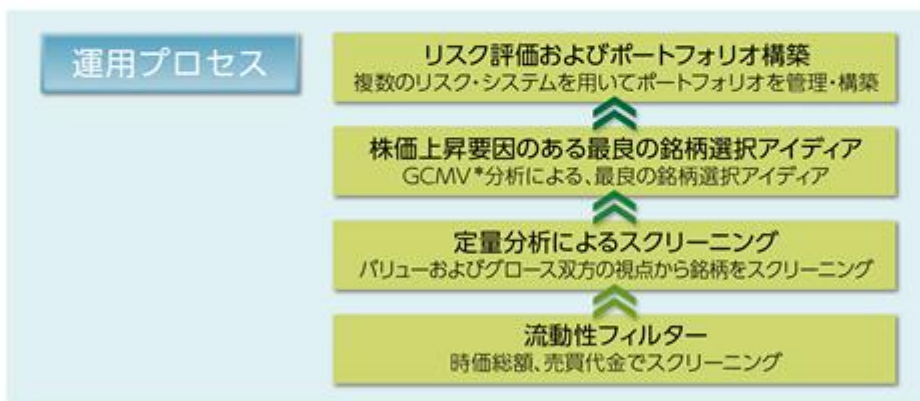 運用プロセス
リスク評価およびポートフォリオ構築
複数のリスク・システムを用いてポートフォリオを管理・構築
株価上昇要因のある最良の銘柄選択アイディア
GCMV*分析による、最良の銘柄選択アイディア
定量分析によるスクリーニング
バリューおよびグロース双方の視点から銘柄をスクリーニング
流動性フィルター
時価総額、売買代金でスクリーニング